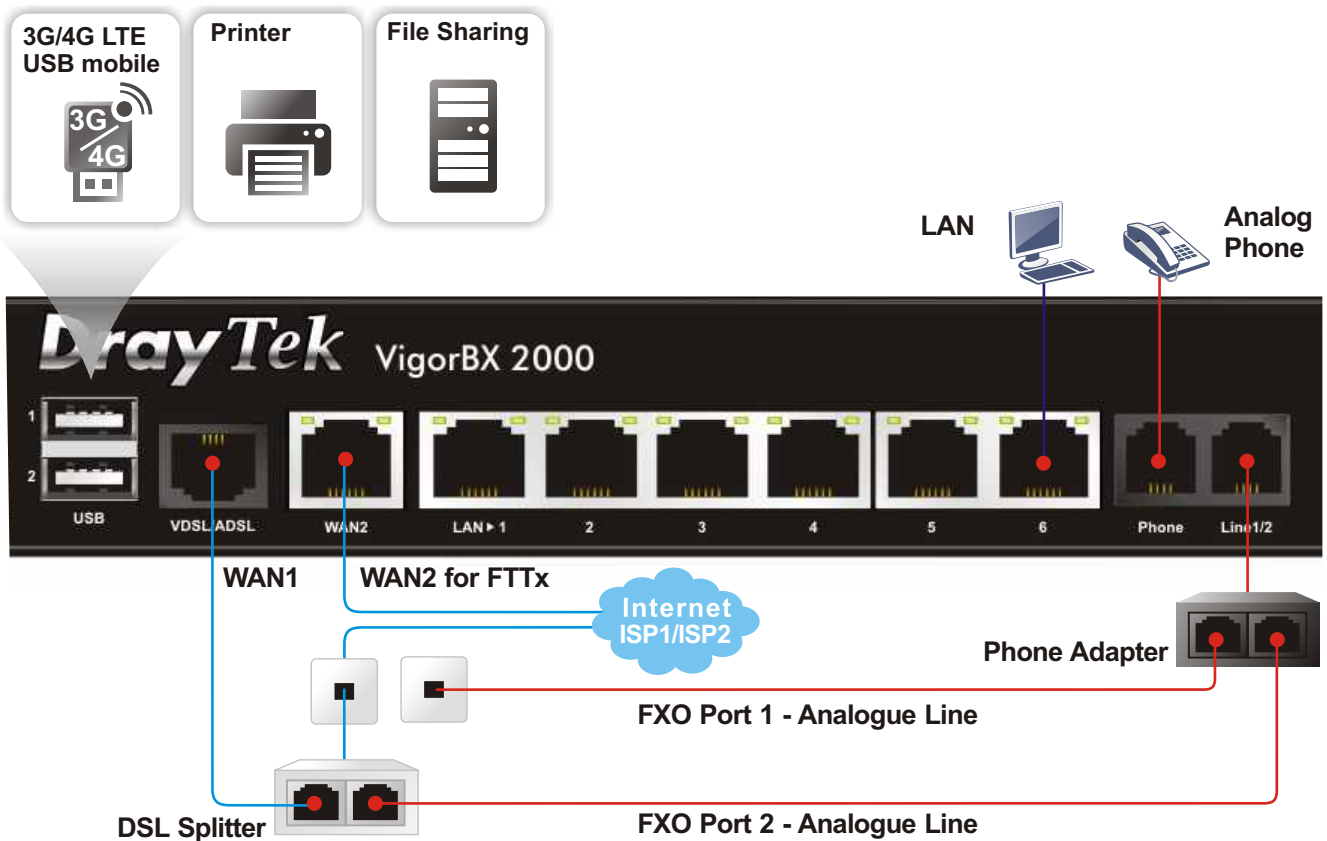 3G/4G LTE
USB mobile
3G
4G
Printer
File Sharing
LAN
Analog
Phone
DrayTek VigorBX 2000
1
2
USB
VDSL/ADSL
WAN2
LAN ▶ 1
2
3
4
5
6
Phone
Line1/2
WAN1
WAN2 for FTTx
Internet
ISP1/ISP2
Phone Adapter
FXO Port 1 - Analogue Line
DSL Splitter
FXO Port 2 - Analogue Line